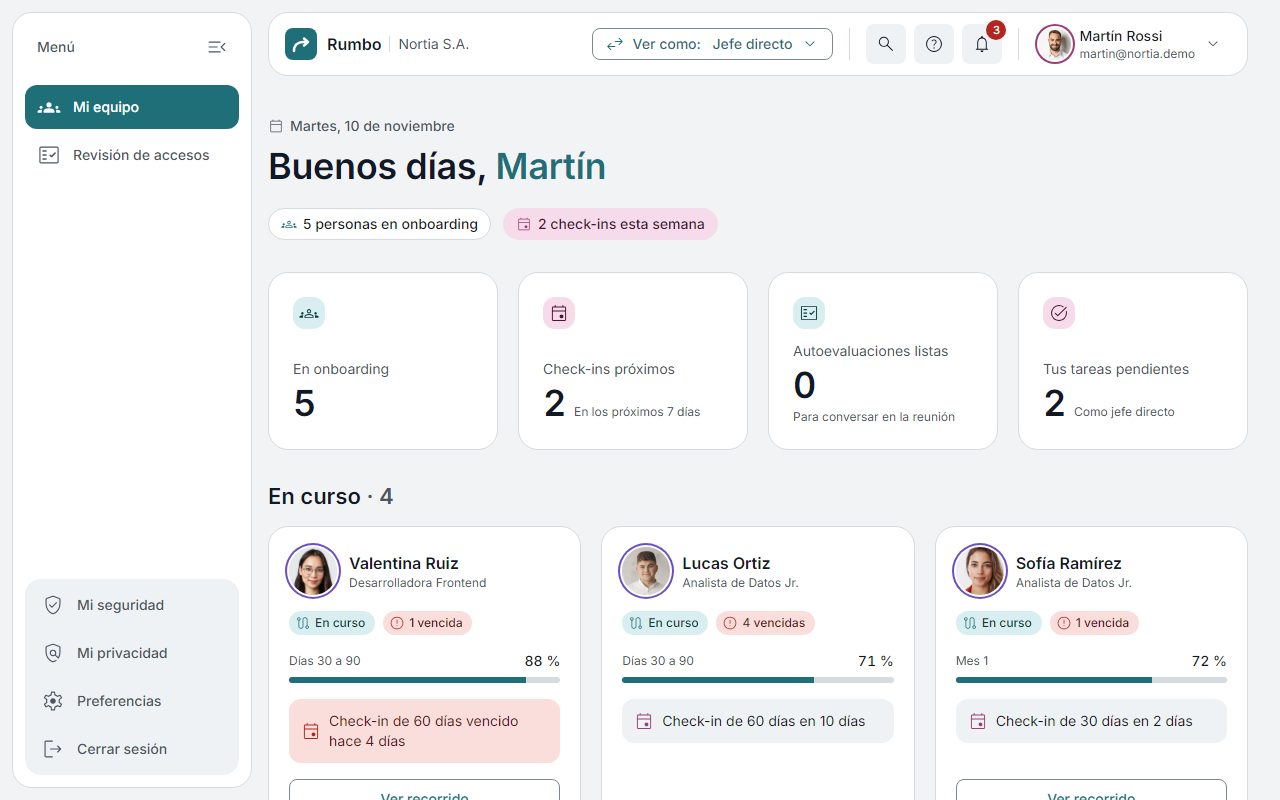 Menú
Mi equipo
Revisión de accesos
Mi seguridad
Mi privacidad
Preferencias
Cerrar sesión
Rumbo
Nortia S.A.
Ver como: Jefe directo
3
Martín Rossi
martin@nortia.demo
Martes, 10 de noviembre
Buenos días, Martín
5 personas en onboarding
2 check-ins esta semana
En onboarding
5
Check-ins próximos
2 En los próximos 7 días
Autoevaluaciones listas
0
Para conversar en la reunión
Tus tareas pendientes
2 Como jefe directo
En curso · 4
Valentina Ruiz
Desarrolladora Frontend
En curso
1 vencida
Días 30 a 90 88 %
Check-in de 60 días vencido
hace 4 días
Ver recorrido
Lucas Ortiz
Analista de Datos Jr.
En curso
4 vencidas
Días 30 a 90 71 %
Check-in de 60 días en 10 días
Sofía Ramírez
Analista de Datos Jr.
En curso
1 vencida
Mes 1 72 %
Check-in de 30 días en 2 días
Ver recorrido